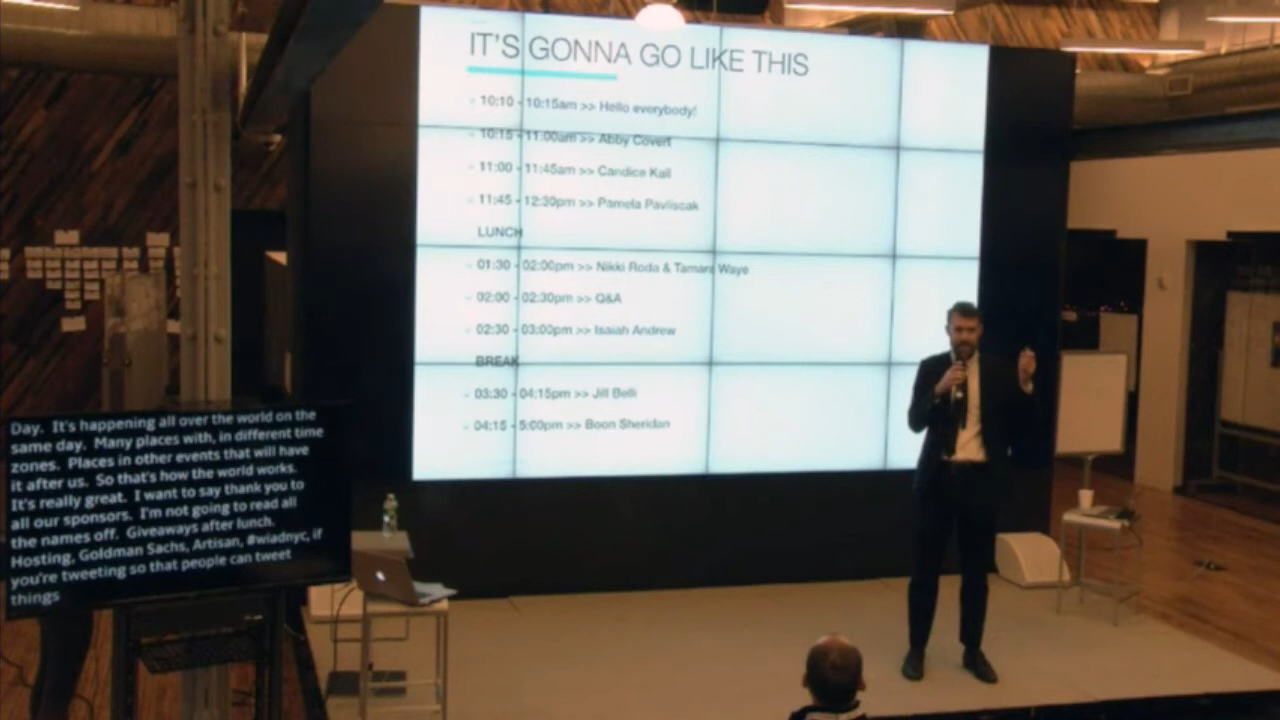 IT'S GONNA GO LIKE THIS
10:10 - 10:15am >> Hello everybody!
10:15 - 11:00am >> Abby Covert
11:00 - 11:45am >> Candice Kail
11:45 - 12:30pm >> Pamela Pavliscak
LUNCH
01:30 - 02:00pm >> Nikki Roda & Tamara Waye
02:00 - 02:30pm >> Q&A
02:30 - 03:00pm >> Isaiah Andrew
BREAK
03:30 - 04:15pm >> Jill Belli
04:15 - 5:00pm >> Boon Sheridan
Day. It's happening all over the world on the
same day. Many places with, in different time
zones. Places in other events that will have
it after us. So that's how the world works.
It's really great. I want to say thank you to
all our sponsors. I'm not going to read all
the names off. Giveaways after lunch.
Hosting, Goldman Sachs, Artisan, #wiadnyc, if
you're tweeting so that people can tweet
things